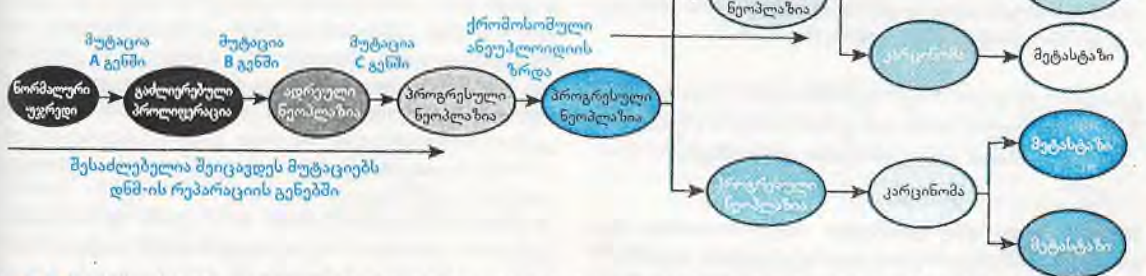 ნეოპლაზია
ქრომოსომული
ანეუპლოიდიის
ზრდა
მუტაცია
A გენში
მუტაცია
B გენში
მუტაცია
C გენში
ნორმალური
უჯრედი
გაძლიერებული
პროლიფერაცია
ადრეული
ნეოპლაზია
პროგრესული
ნეოპლაზია
პროგრესული
ნეოპლაზია
კარცინომა
მეტასტაზი
შესაძლებელია შეიცავდეს მუტაციებს
დნმ-ის რეპარაციის გენებში
პროგრესული
ნეოპლაზია
კარცინომა
მეტასტაზი
მეტასტაზი